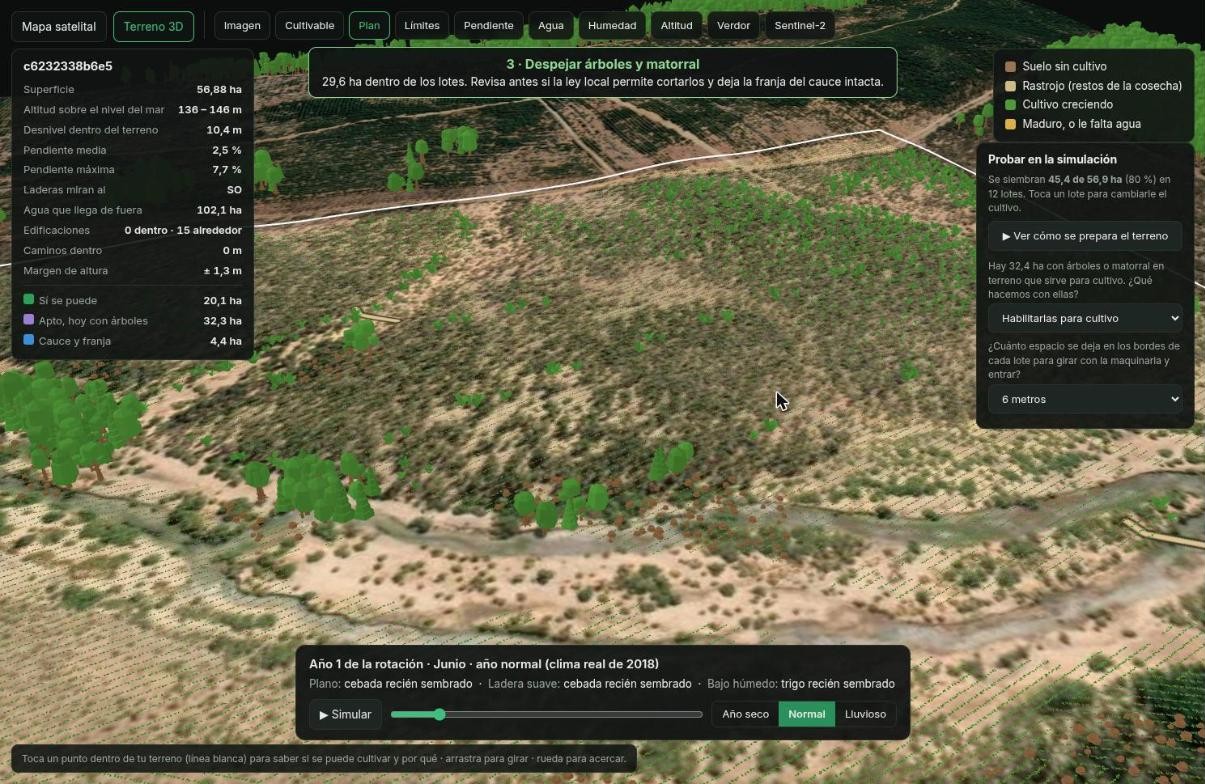 Mapa satelital
Terreno 3D
Imagen
Cultivable
Plan
Límites
Pendiente
Agua
Humedad
Altitud
Verdor
Sentinel-2
c6232338b6e5
Superficie 56,88 ha
Altitud sobre el nivel del mar 136 – 146 m
Desnivel dentro del terreno 10,4 m
Pendiente media 2,5 %
Pendiente máxima 7,7 %
Laderas miran al SO
Agua que llega de fuera 102,1 ha
Edificaciones 0 dentro · 15 alrededor
Caminos dentro 0 m
Margen de altura ± 1,3 m
Sí se puede 20,1 ha
Apto, hoy con árboles 32,3 ha
Cauce y franja 4,4 ha
3 · Despejar árboles y matorral
29,6 ha dentro de los lotes. Revisa antes si la ley local permite cortarlos y deja la franja del cauce intacta.
Suelo sin cultivo
Rastrojo (restos de la cosecha)
Cultivo creciendo
Maduro, o le falta agua
Probar en la simulación
Se siembran 45,4 de 56,9 ha (80 %) en
12 lotes. Toca un lote para cambiarle el
cultivo.
▶ Ver cómo se prepara el terreno
Hay 32,4 ha con árboles o matorral en
terreno que sirve para cultivo. ¿Qué
hacemos con ellas?
Habilitarlas para cultivo
¿Cuánto espacio se deja en los bordes de
cada lote para girar con la maquinaria y
entrar?
6 metros
Año 1 de la rotación · Junio · año normal (clima real de 2018)
Plano: cebada recién sembrado · Ladera suave: cebada recién sembrado · Bajo húmedo: trigo recién sembrado
▶ Simular
Año seco
Normal
Lluvioso
Toca un punto dentro de tu terreno (línea blanca) para saber si se puede cultivar y por qué · arrastra para girar · rueda para acercar.